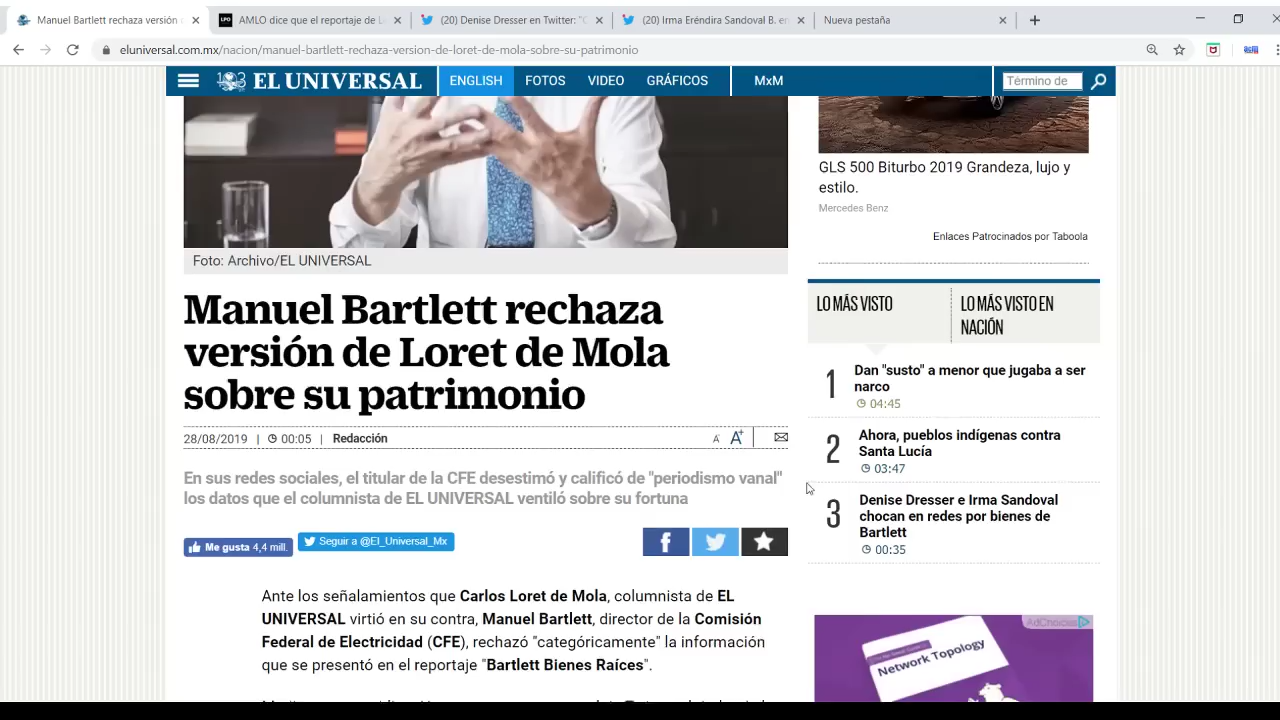 Manuel Bartlett rechaza versión
AMLO dice que el reportaje de
(20) Denise Dresser en Twitter: "
(20) Irma Eréndira Sandoval B. en
Nueva pestaña
eluniversal.com.mx/nacion/manuel-bartlett-rechaza-version-de-loret-de-mola-sobre-su-patrimonio
EL UNIVERSAL
ENGLISH
FOTOS
VIDEO
GRÁFICOS
MxM
Término de
Foto: Archivo/EL UNIVERSAL
Manuel Bartlett rechaza
versión de Loret de Mola
sobre su patrimonio
28/08/2019 | 00:05 | Redacción
A- A+
En sus redes sociales, el titular de la CFE desestimó y calificó de "periodismo vanal"
los datos que el columnista de EL UNIVERSAL ventiló sobre su fortuna
Me gusta 4,4 mill.
Seguir a @El_Universal_Mx
Ante los señalamientos que Carlos Loret de Mola, columnista de EL
UNIVERSAL virtió en su contra, Manuel Bartlett, director de la Comisión
Federal de Electricidad (CFE), rechazó "categóricamente" la información
que se presentó en el reportaje "Bartlett Bienes Raíces".
GLS 500 Biturbo 2019 Grandeza, lujo y
estilo.
Mercedes Benz
Enlaces Patrocinados por Taboola
LO MÁS VISTO
LO MÁS VISTO EN
NACIÓN
1
Dan "susto" a menor que jugaba a ser
narco
04:45
2
Ahora, pueblos indígenas contra
Santa Lucía
03:47
3
Denise Dresser e Irma Sandoval
chocan en redes por bienes de
Bartlett
00:35
AdChoices
Network Topology